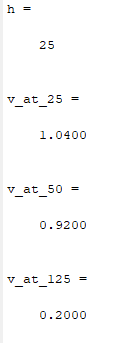 h =
25
v_at_25 =
1.0400
v_at_50 =
0.9200
v_at_125 =
0.2000